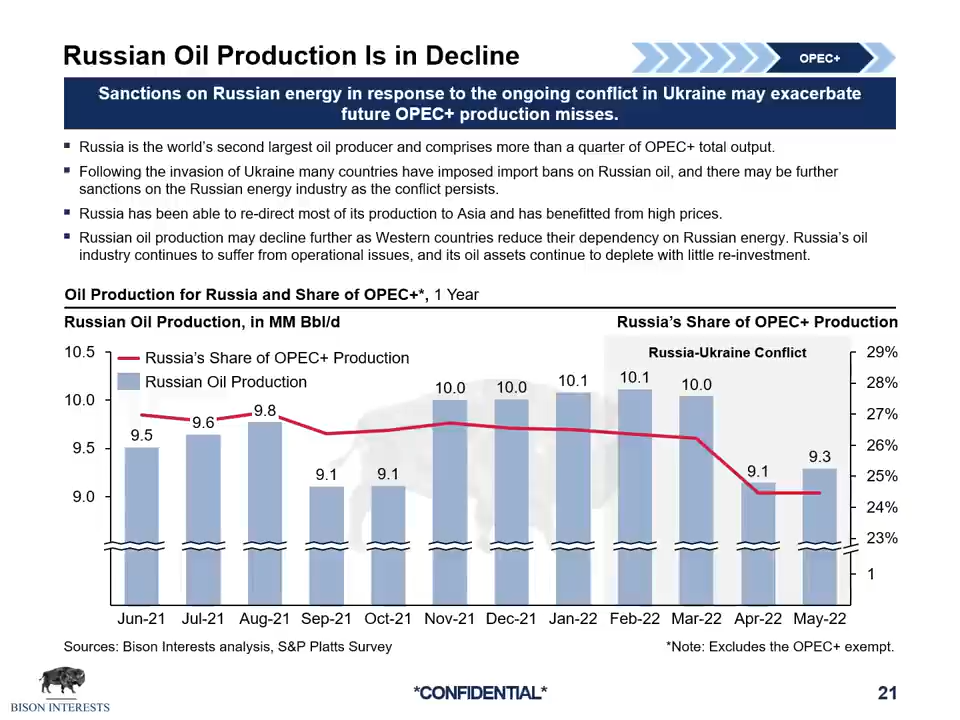 Russian Oil Production Is in Decline
OPEC+
Sanctions on Russian energy in response to the ongoing conflict in Ukraine may exacerbate
future OPEC+ production misses.
▪ Russia is the world's second largest oil producer and comprises more than a quarter of OPEC+ total output.
▪ Following the invasion of Ukraine many countries have imposed import bans on Russian oil, and there may be further
sanctions on the Russian energy industry as the conflict persists.
▪ Russia has been able to re-direct most of its production to Asia and has benefitted from high prices.
▪ Russian oil production may decline further as Western countries reduce their dependency on Russian energy. Russia's oil
industry continues to suffer from operational issues, and its oil assets continue to deplete with little re-investment.
Oil Production for Russia and Share of OPEC+*, 1 Year
Russian Oil Production, in MM Bbl/d
Russia's Share of OPEC+ Production
10.5
10.0
9.5
9.0
Russia's Share of OPEC+ Production
Russian Oil Production
Russia-Ukraine Conflict
9.5 9.6 9.8 9.1 9.1 10.0 10.0 10.1 10.1 10.0 9.1 9.3
29%
28%
27%
26%
25%
24%
23%
1
Jun-21 Jul-21 Aug-21 Sep-21 Oct-21 Nov-21 Dec-21 Jan-22 Feb-22 Mar-22 Apr-22 May-22
Sources: Bison Interests analysis, S&P Platts Survey
*Note: Excludes the OPEC+ exempt.
BISON INTERESTS
*CONFIDENTIAL*
21